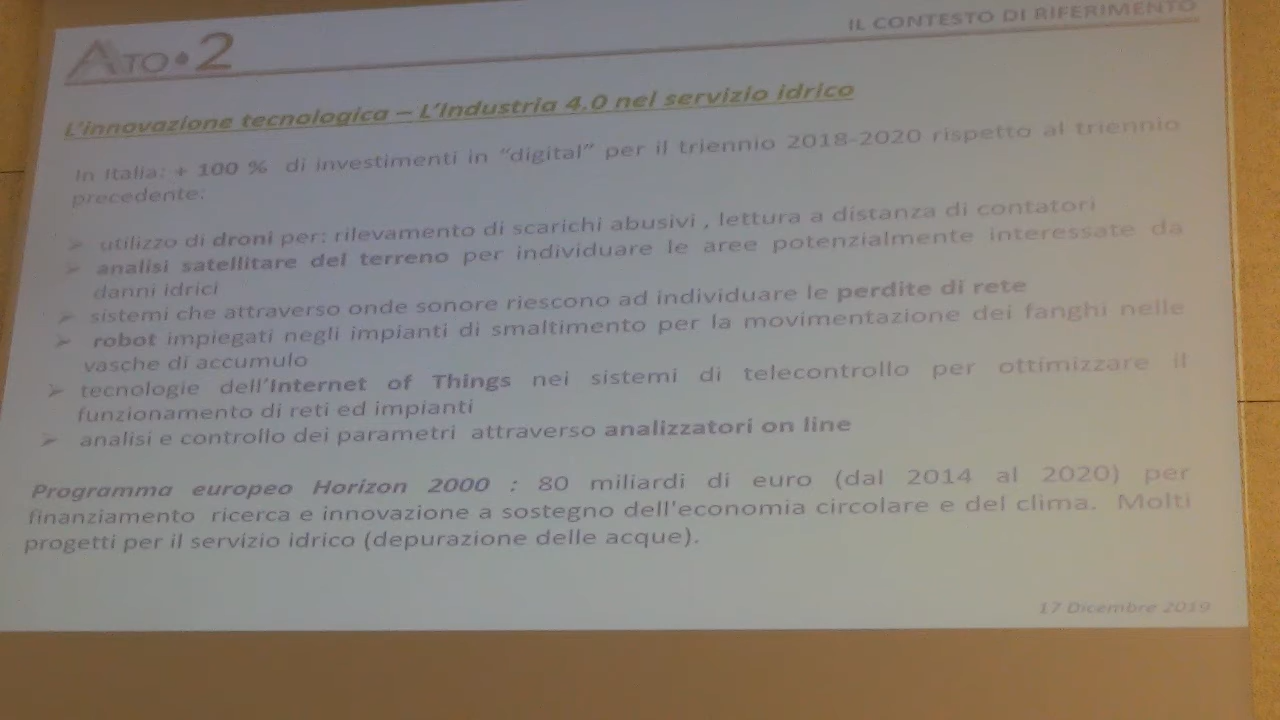 ATO•2
IL CONTESTO DI RIFERIMENTO
L'innovazione tecnologica – L'Industria 4.0 nel servizio idrico
In Italia: + 100 % di investimenti in "digital" per il triennio 2018-2020 rispetto al triennio
precedente:
➤ utilizzo di droni per: rilevamento di scarichi abusivi , lettura a distanza di contatori
➤ analisi satellitare del terreno per individuare le aree potenzialmente interessate da
danni idrici
➤ sistemi che attraverso onde sonore riescono ad individuare le perdite di rete
➤ robot impiegati negli impianti di smaltimento per la movimentazione dei fanghi nelle
vasche di accumulo
➤ tecnologie dell'Internet of Things nei sistemi di telecontrollo per ottimizzare il
funzionamento di reti ed impianti
➤ analisi e controllo dei parametri attraverso analizzatori on line
Programma europeo Horizon 2000 : 80 miliardi di euro (dal 2014 al 2020) per
finanziamento ricerca e innovazione a sostegno dell'economia circolare e del clima. Molti
progetti per il servizio idrico (depurazione delle acque).
17 Dicembre 2019